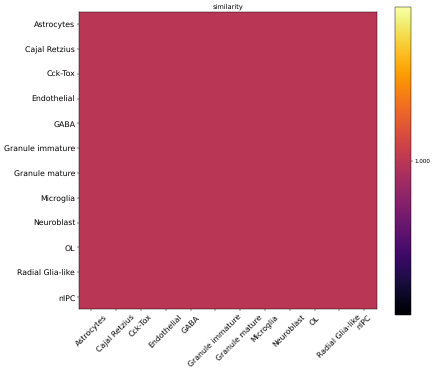 similarity
Astrocytes
Cajal Retzius
Cck-Tox
Endothelial
GABA
Granule immature
Granule mature
Microglia
Neuroblast
OL
Radial Glia-like
nIPC
1.000
Astrocytes
Cajal Retzius
Cck-Tox
Endothelial
GABA
Granule immature
Granule mature
Microglia
Neuroblast
OL
Radial Glia-like
nIPC